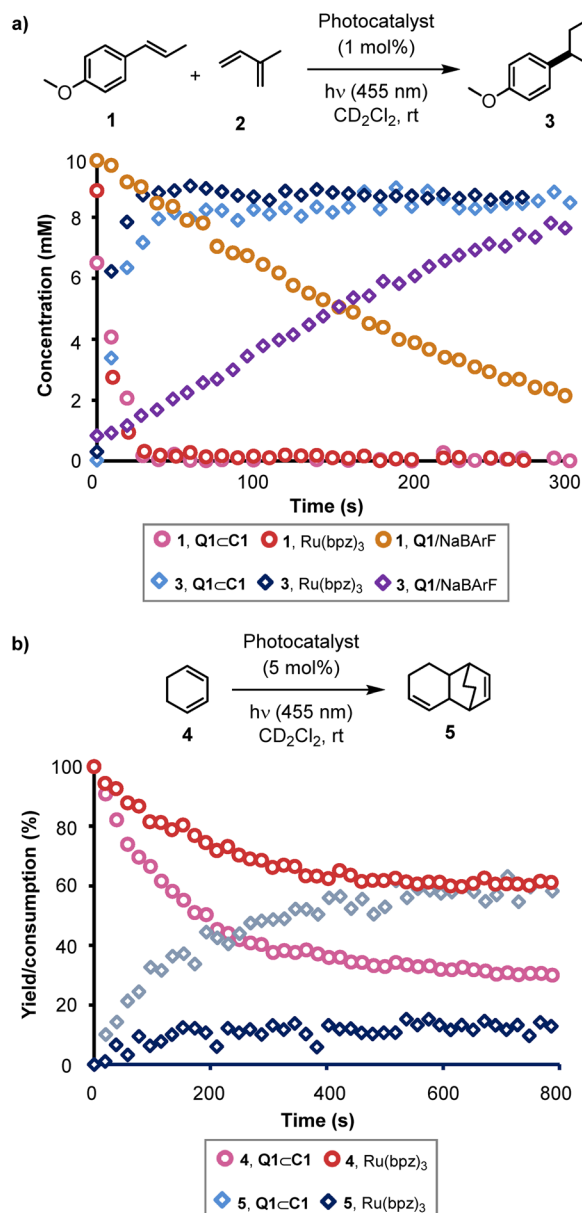 a)
Photocatalyst
(1 mol%)
O
+
hν (455 nm)
O
1
2
CD2Cl2, rt
3
10
8
6
4
2
0
Concentration (mM)
0
100
200
300
Time (s)
1, Q1⊂C1 1, Ru(bpz)3 1, Q1/NaBArF
3, Q1⊂C1 3, Ru(bpz)3 3, Q1/NaBArF
b)
Photocatalyst
(5 mol%)
hν (455 nm)
4
CD2Cl2, rt
5
100
80
60
40
20
0
Yield/consumption (%)
0
200
400
600
800
Time (s)
4, Q1⊂C1 4, Ru(bpz)3
5, Q1⊂C1 5, Ru(bpz)3